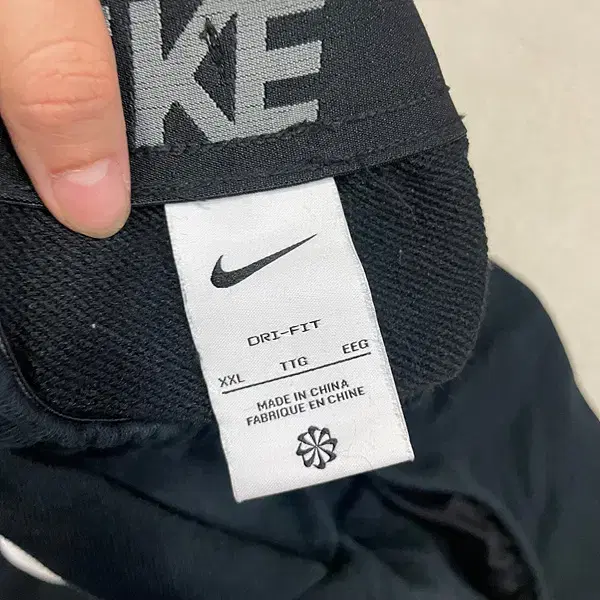 KE
DRI-FIT
XXL TTG EEG
MADE IN CHINA
FABRIQUE EN CHINE